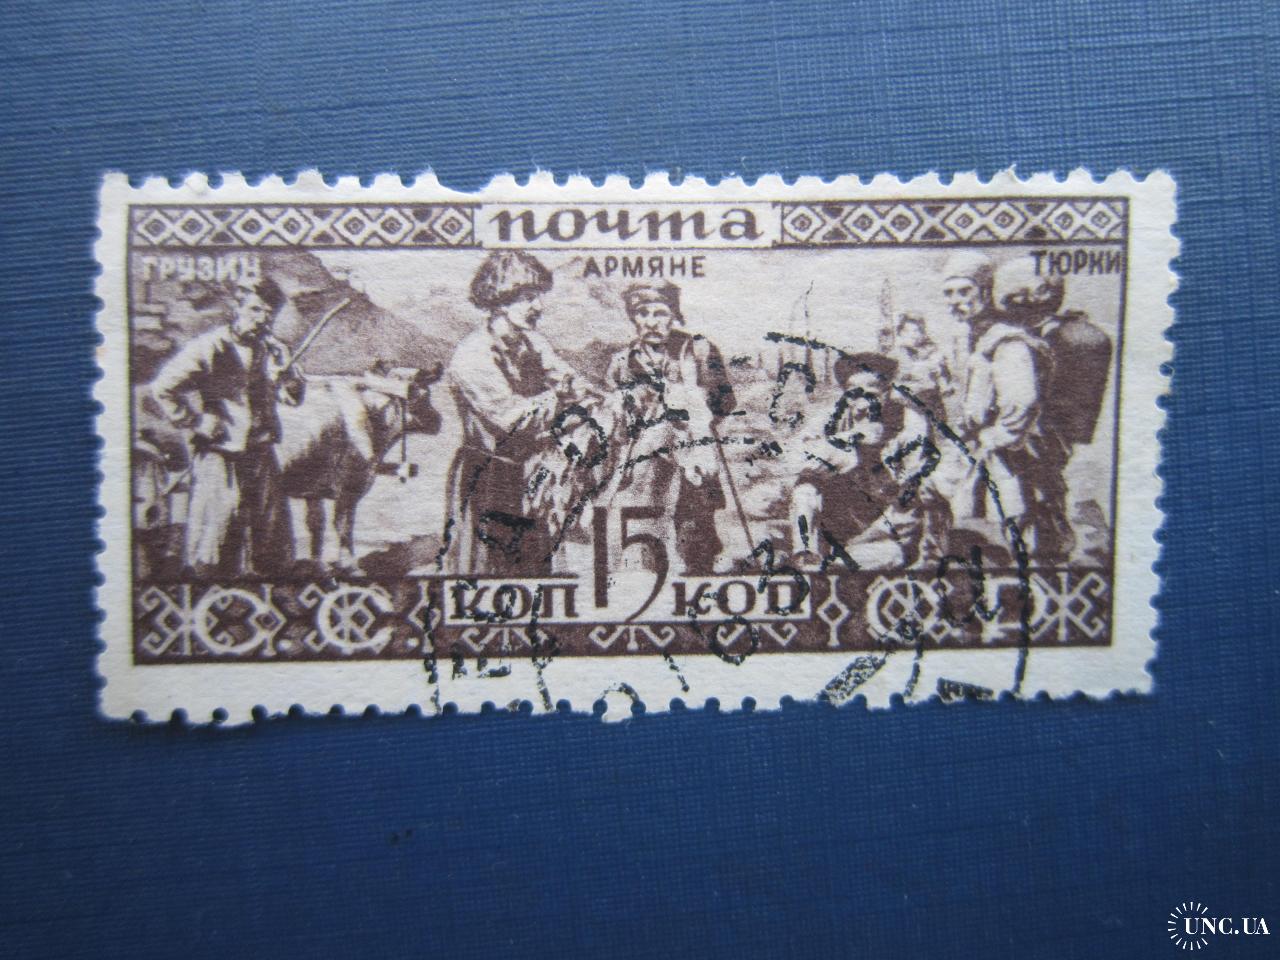 почта
ГРУЗИН
АРМЯНЕ
ТЮРКИ
15
КОП КОП
С. С. С. Р.
UNC.UA